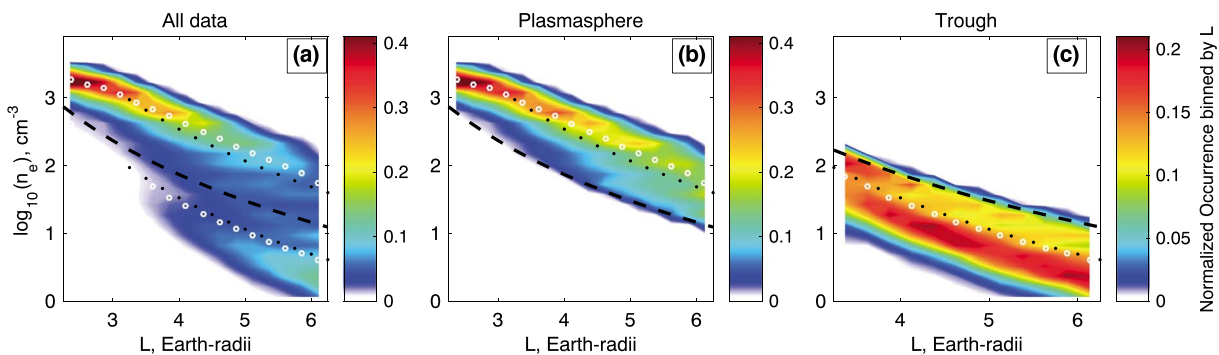 All data
Plasmasphere
Trough
(a)
(b)
(c)
0.4
0.3
0.2
0.1
0
0.4
0.3
0.2
0.1
0
0.2
0.15
0.1
0.05
0
log10(ne), cm-3
3
2
1
0
3
2
1
0
3
2
1
0
3 4 5 6
3 4 5 6
4 5 6
L, Earth-radii
L, Earth-radii
L, Earth-radii
Normalized Occurrence binned by L